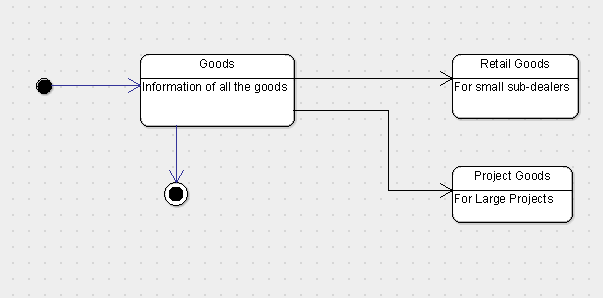 Goods
Information of all the goods
Retail Goods
For small sub-dealers
Project Goods
For Large Projects